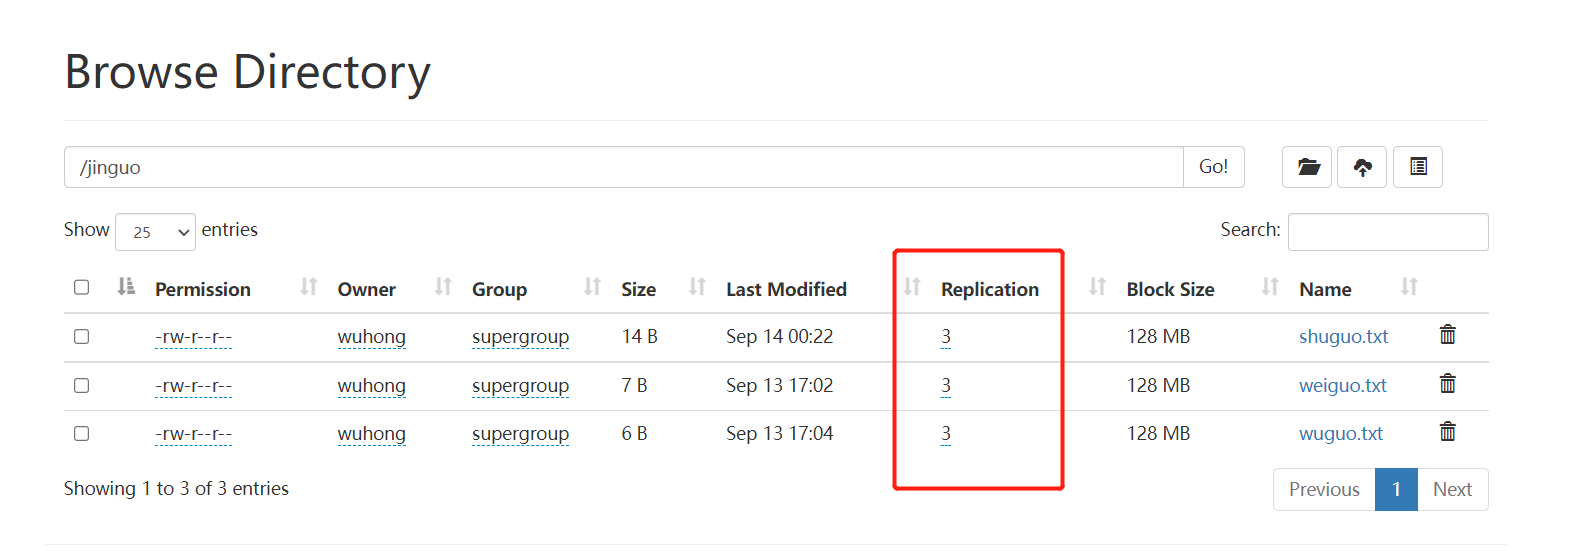 Browse Directory
/jinguo Go!
Show 25 entries Search:
Permission Owner Group Size Last Modified Replication Block Size Name
-rw-r--r-- wuhong supergroup 14 B Sep 14 00:22 3 128 MB shuguo.txt
-rw-r--r-- wuhong supergroup 7 B Sep 13 17:02 3 128 MB weiguo.txt
-rw-r--r-- wuhong supergroup 6 B Sep 13 17:04 3 128 MB wuguo.txt
Showing 1 to 3 of 3 entries Previous 1 Next